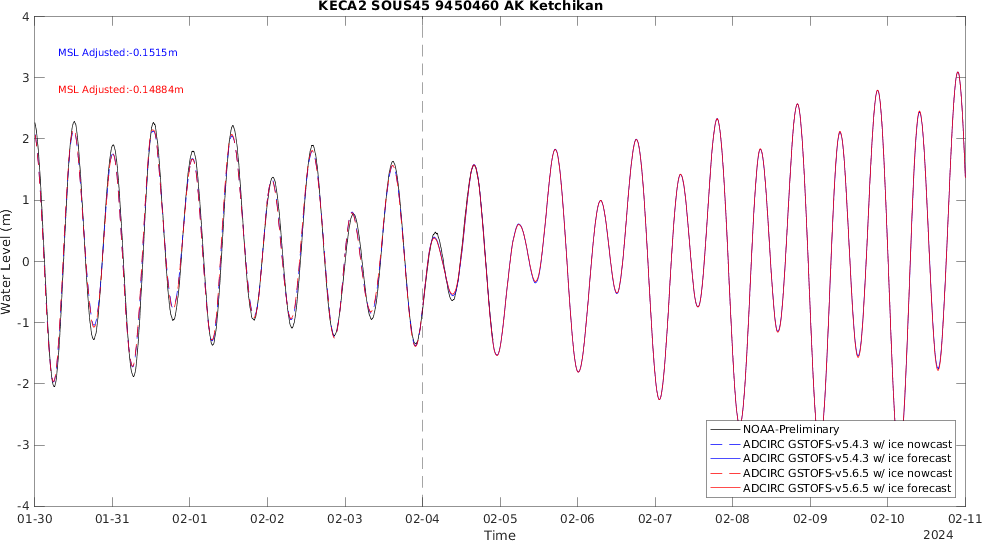 KECA2 SOUS45 9450460 AK Ketchikan
MSL Adjusted:-0.1515m
MSL Adjusted:-0.14884m
4
3
2
1
0
-1
-2
-3
-4
Water Level (m)
NOAA-Preliminary
ADCIRC GSTOFS-v5.4.3 w/ ice nowcast
ADCIRC GSTOFS-v5.4.3 w/ ice forecast
ADCIRC GSTOFS-v5.6.5 w/ ice nowcast
ADCIRC GSTOFS-v5.6.5 w/ ice forecast
01-30 01-31 02-01 02-02 02-03 02-04 02-05 02-06 02-07 02-08 02-09 02-10 02-11
Time
2024